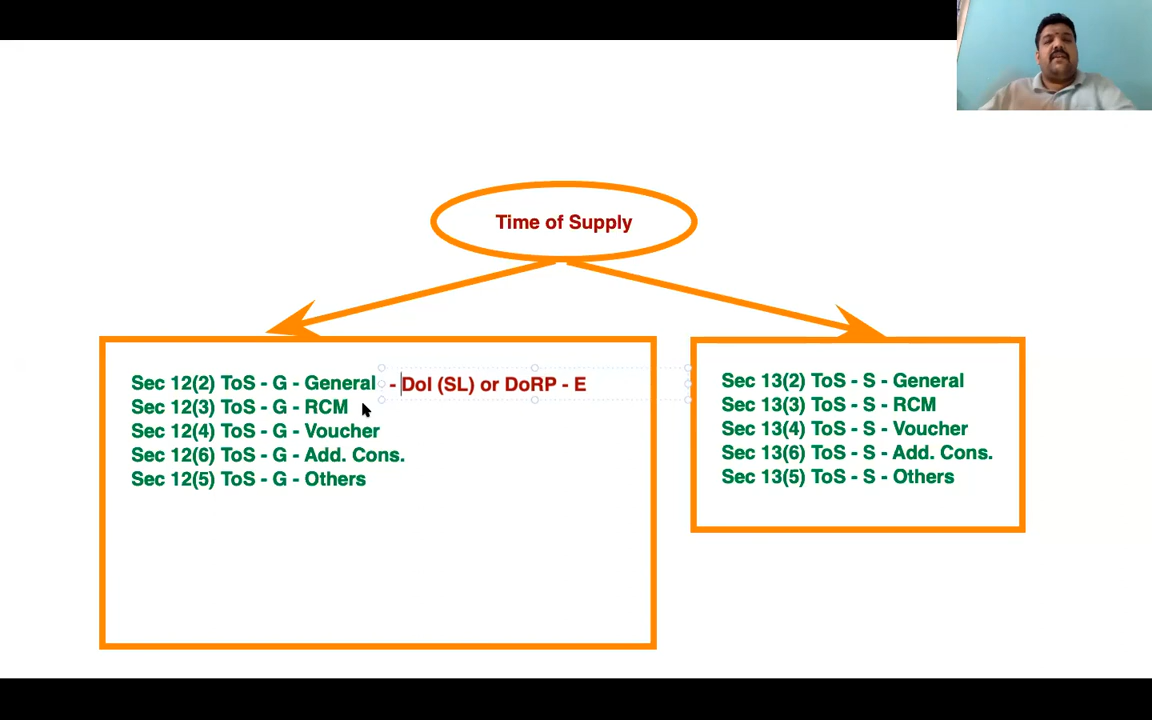 Time of Supply
Sec 12(2) ToS - G - General - DoI (SL) or DoRP - E
Sec 12(3) ToS - G - RCM
Sec 12(4) ToS - G - Voucher
Sec 12(6) ToS - G - Add. Cons.
Sec 12(5) ToS - G - Others
Sec 13(2) ToS - S - General
Sec 13(3) ToS - S - RCM
Sec 13(4) ToS - S - Voucher
Sec 13(6) ToS - S - Add. Cons.
Sec 13(5) ToS - S - Others